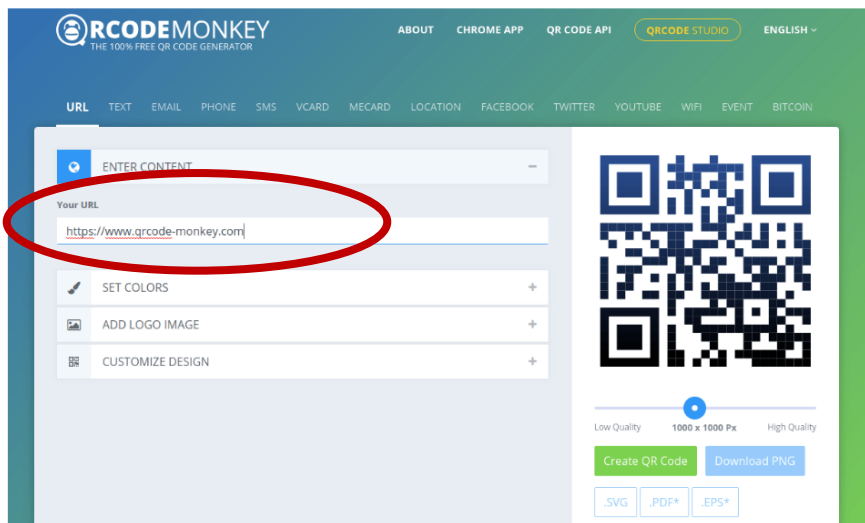 QRCODEMONKEY
THE 100% FREE QR CODE GENERATOR
ABOUT CHROME APP QR CODE API QRCODE STUDIO ENGLISH
URL TEXT EMAIL PHONE SMS VCARD MECARD LOCATION FACEBOOK TWITTER YOUTUBE WIFI EVENT BITCOIN
ENTER CONTENT
Your URL
https://www.qrcode-monkey.com
SET COLORS
ADD LOGO IMAGE
CUSTOMIZE DESIGN
Low Quality 1000 x 1000 Px High Quality
Create QR Code Download PNG
.SVG .PDF* .EPS*